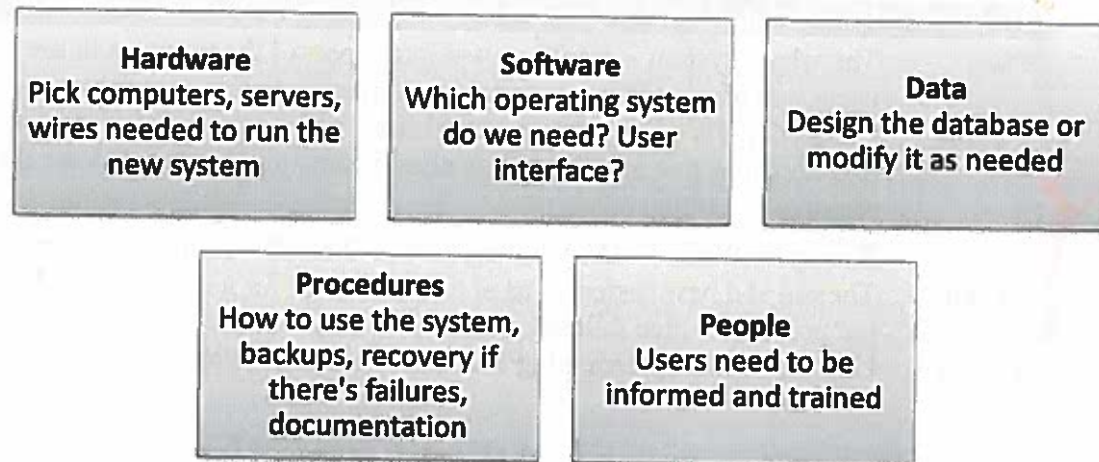 Hardware
Pick computers, servers,
wires needed to run the
new system
Software
Which operating system
do we need? User
interface?
Data
Design the database or
modify it as needed
Procedures
How to use the system,
backups, recovery if
there's failures,
documentation
People
Users need to be
informed and trained